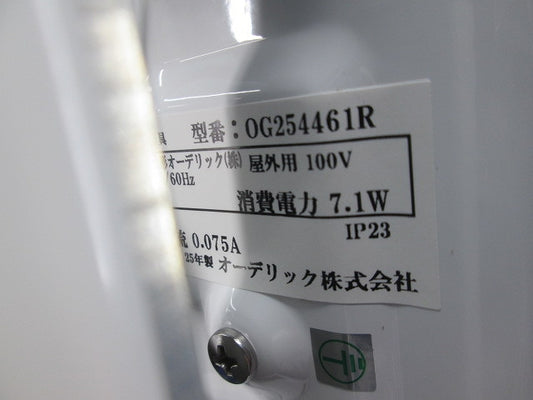 具 型番：OG254461R
オーデリック(株) 屋外用 100V
60Hz
消費電力 7.1W
IP23
流 0.075A
25年製 オーデリック株式会社